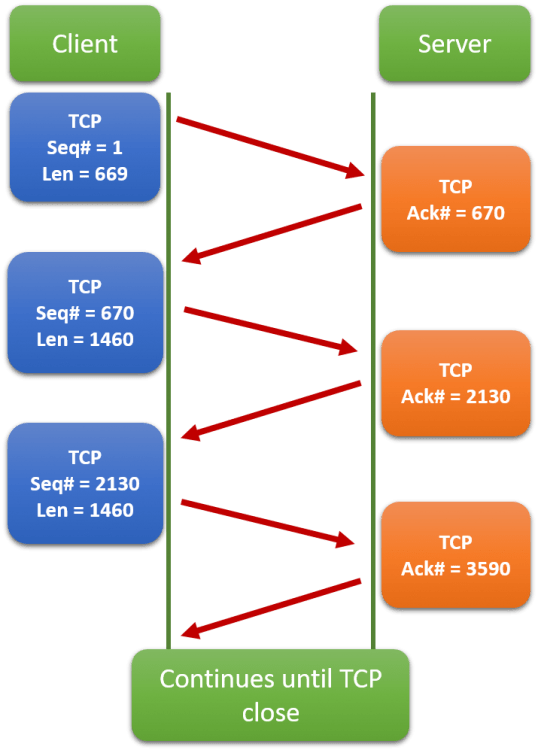 Client
Server
TCP
Seq# = 1
Len = 669
TCP
Ack# = 670
TCP
Seq# = 670
Len = 1460
TCP
Ack# = 2130
TCP
Seq# = 2130
Len = 1460
TCP
Ack# = 3590
Continues until TCP
close